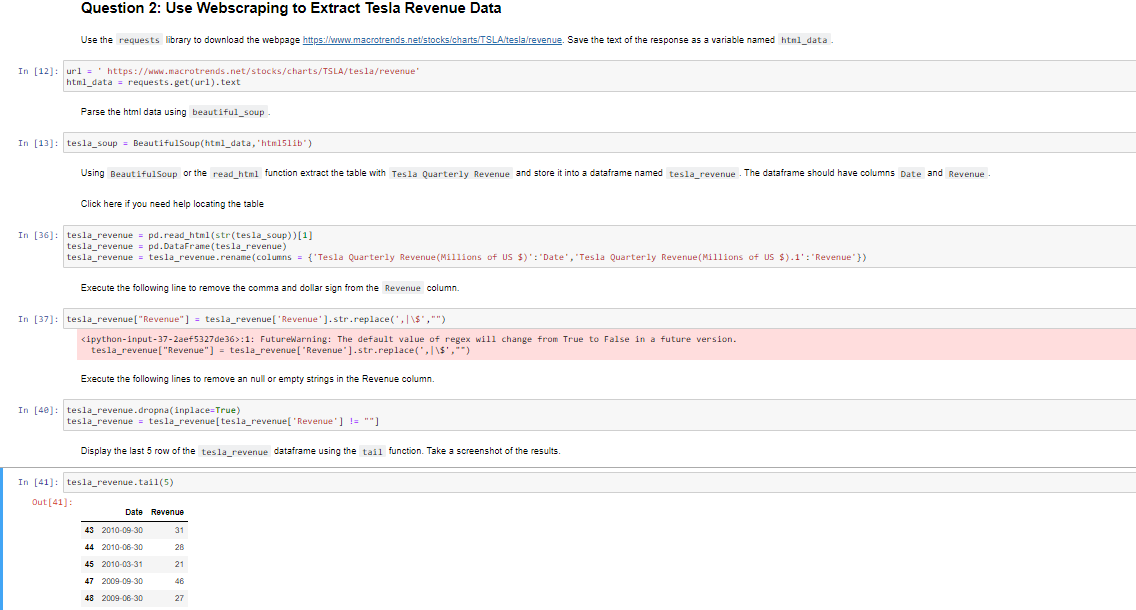 Question 2: Use Webscraping to Extract Tesla Revenue Data
Use the requests library to download the webpage https://www.macrotrends.net/stocks/charts/TSLA/tesla/revenue. Save the text of the response as a variable named html_data .
In [12]: url = ' https://www.macrotrends.net/stocks/charts/TSLA/tesla/revenue'
html_data = requests.get(url).text
Parse the html data using beautiful_soup .
In [13]: tesla_soup = BeautifulSoup(html_data,'html5lib')
Using BeautifulSoup or the read_html function extract the table with Tesla Quarterly Revenue and store it into a dataframe named tesla_revenue . The dataframe should have columns Date and Revenue .
Click here if you need help locating the table
In [36]: tesla_revenue = pd.read_html(str(tesla_soup))[1]
tesla_revenue = pd.DataFrame(tesla_revenue)
tesla_revenue = tesla_revenue.rename(columns = {'Tesla Quarterly Revenue(Millions of US $)':'Date','Tesla Quarterly Revenue(Millions of US $).1':'Revenue'})
Execute the following line to remove the comma and dollar sign from the Revenue column.
In [37]: tesla_revenue["Revenue"] = tesla_revenue['Revenue'].str.replace(',|\$',"")
<ipython-input-37-2aef5327de36>:1: FutureWarning: The default value of regex will change from True to False in a future version.
tesla_revenue["Revenue"] = tesla_revenue['Revenue'].str.replace(',|\$',"")
Execute the following lines to remove an null or empty strings in the Revenue column.
In [40]: tesla_revenue.dropna(inplace=True)
tesla_revenue = tesla_revenue[tesla_revenue['Revenue'] != ""]
Display the last 5 row of the tesla_revenue dataframe using the tail function. Take a screenshot of the results.
In [41]: tesla_revenue.tail(5)
Out[41]:
Date Revenue
43 2010-09-30 31
44 2010-06-30 28
45 2010-03-31 21
47 2009-09-30 46
48 2009-06-30 27